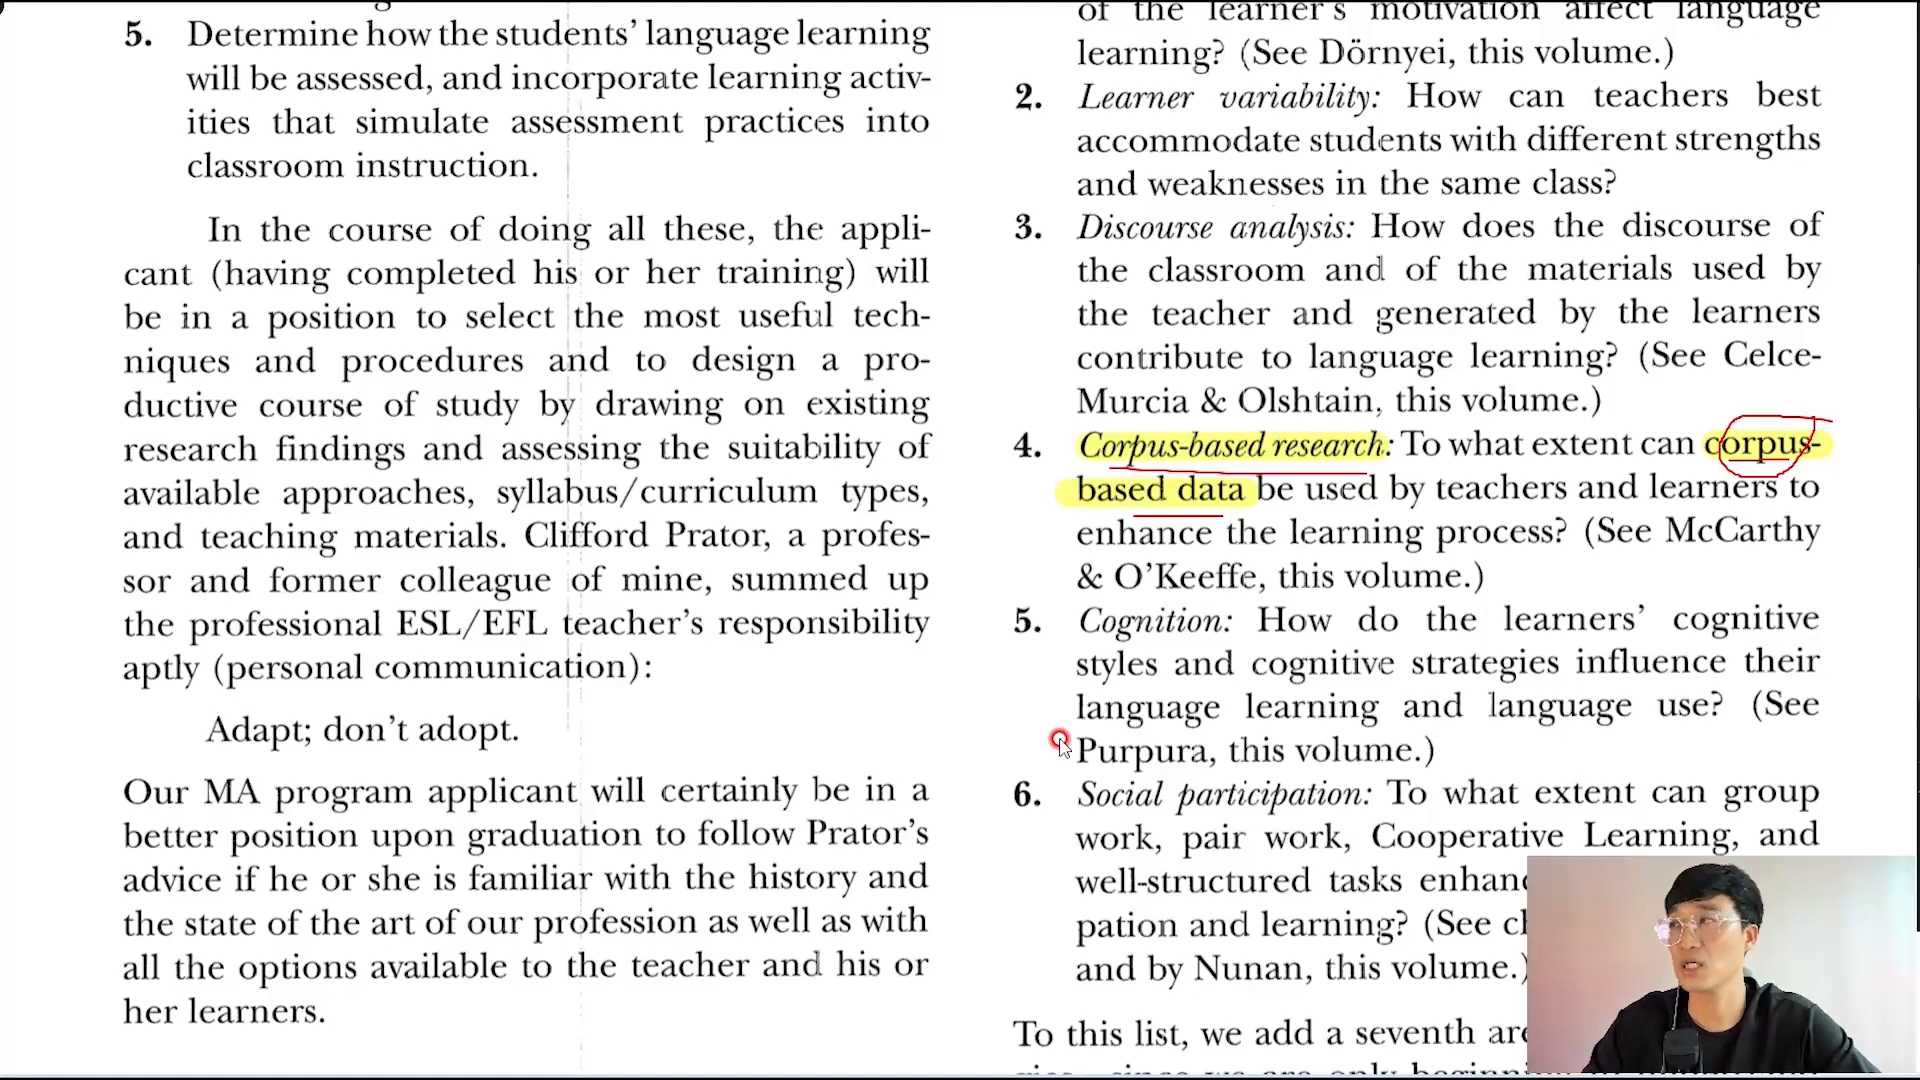 5. Determine how the students' language learning
will be assessed, and incorporate learning activ-
ities that simulate assessment practices into
classroom instruction.
In the course of doing all these, the appli-
cant (having completed his or her training) will
be in a position to select the most useful tech-
niques and procedures and to design a pro-
ductive course of study by drawing on existing
research findings and assessing the suitability of
available approaches, syllabus/curriculum types,
and teaching materials. Clifford Prator, a profes-
sor and former colleague of mine, summed up
the professional ESL/EFL teacher's responsibility
aptly (personal communication):
Adapt; don't adopt.
Our MA program applicant will certainly be in a
better position upon graduation to follow Prator's
advice if he or she is familiar with the history and
the state of the art of our profession as well as with
all the options available to the teacher and his or
her learners.
of the learner's motivation affect language
learning? (See Dörnyei, this volume.)
2. Learner variability: How can teachers best
accommodate students with different strengths
and weaknesses in the same class?
3. Discourse analysis: How does the discourse of
the classroom and of the materials used by
the teacher and generated by the learners
contribute to language learning? (See Celce-
Murcia & Olshtain, this volume.)
4. Corpus-based research: To what extent can corpus-
based data be used by teachers and learners to
enhance the learning process? (See McCarthy
& O'Keeffe, this volume.)
5. Cognition: How do the learners' cognitive
styles and cognitive strategies influence their
language learning and language use? (See
Purpura, this volume.)
6. Social participation: To what extent can group
work, pair work, Cooperative Learning, and
well-structured tasks
pation and learning? (See
and by Nunan, this volume.)
To this list, we add a seventh